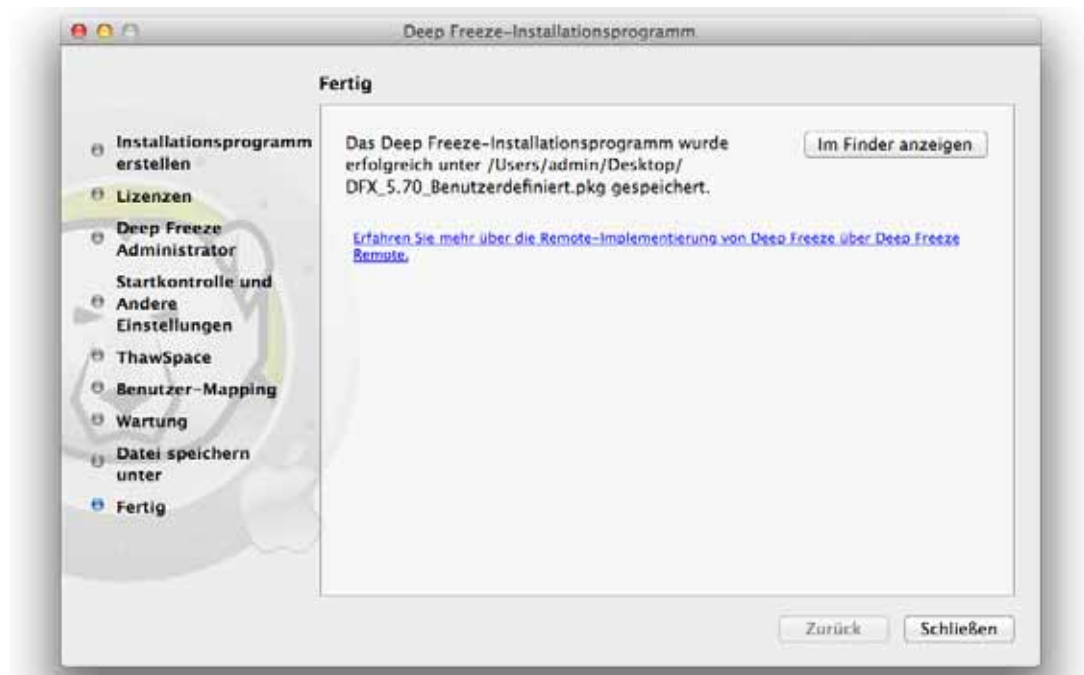 Deep Freeze-Installationsprogramm
Fertig
Installationsprogramm
erstellen
Lizenzen
Deep Freeze
Administrator
Startkontrolle und
Andere
Einstellungen
ThawSpace
Benutzer-Mapping
Wartung
Datei speichern
unter
Fertig
Das Deep Freeze-Installationsprogramm wurde
erfolgreich unter /Users/admin/Desktop/
DFX_5.70_Benutzerdefiniert.pkg gespeichert.
Im Finder anzeigen
Erfahren Sie mehr über die Remote-Implementierung von Deep Freeze über Deep Freeze
Remote.
Zurück
Schließen